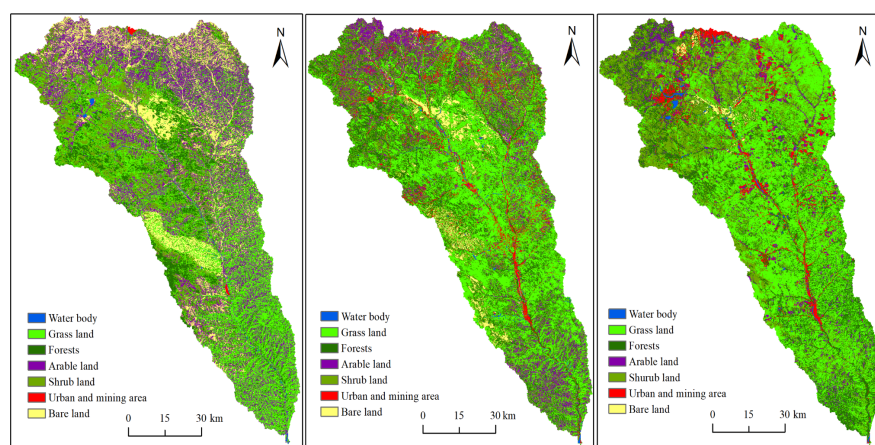 N
Water body
Grass land
Forests
Arable land
Shrub land
Urban and mining area
Bare land
0 15 30 km
N
Water body
Grass land
Forests
Arable land
Shrub land
Urban and mining area
Bare land
0 15 30 km
N
Water body
Grass land
Forests
Arable land
Shurub land
Urban and mining area
Bare land
0 15 30 km